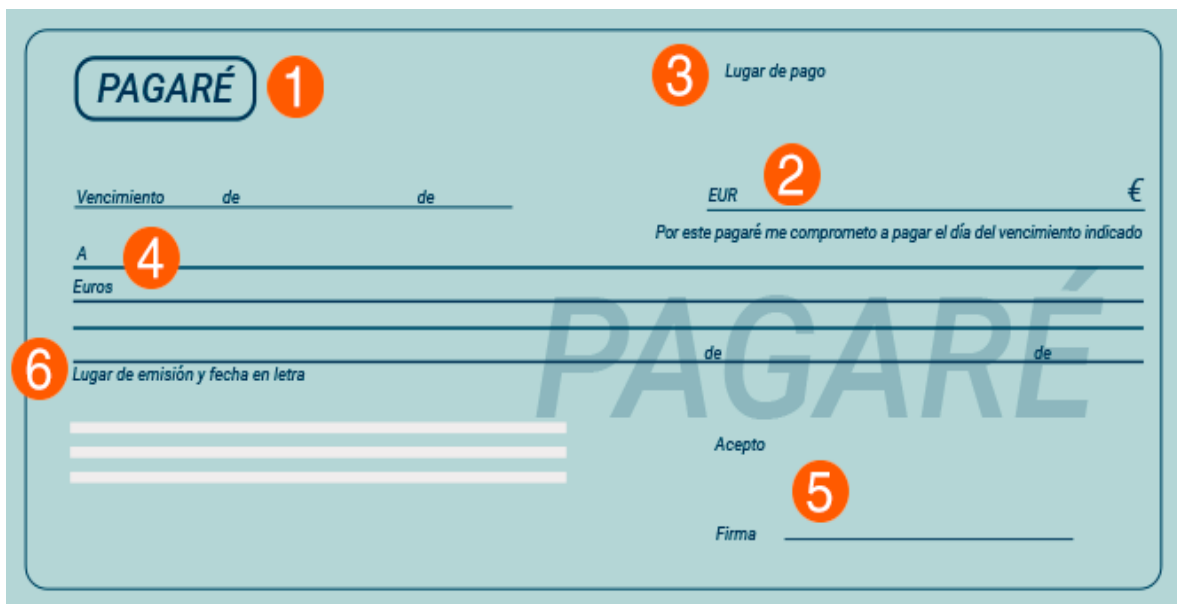 PAGARÉ 1
3 Lugar de pago
Vencimiento de de
EUR 2 €
Por este pagaré me comprometo a pagar el día del vencimiento indicado
A 4
Euros
PAGARÉ
de de
6 Lugar de emisión y fecha en letra
Acepto
5
Firma